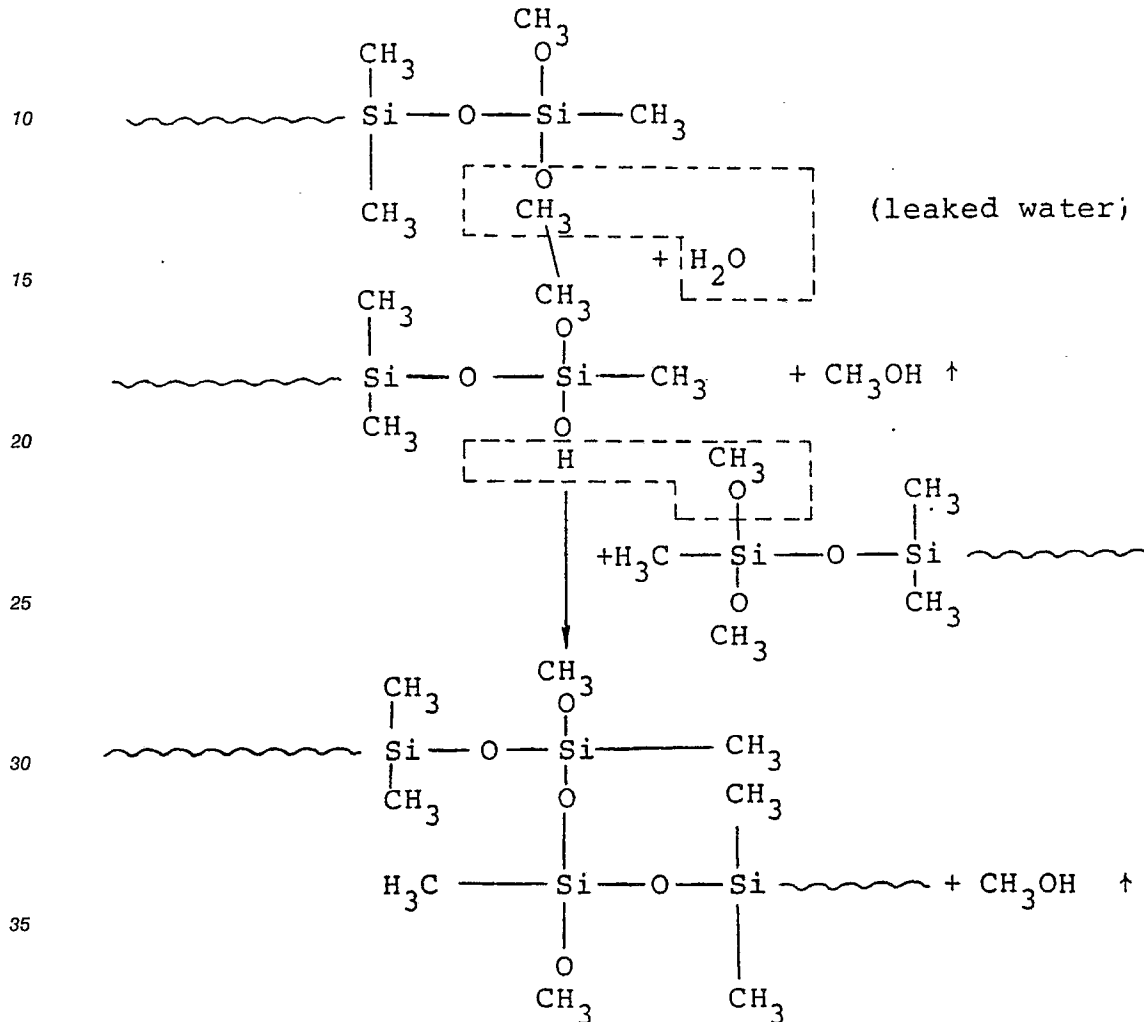 CH₃
CH₃ O
10 Si O Si CH₃
O
CH₃ CH₃ (leaked water;
+ H₂O
15 CH₃ CH₃
O
Si O Si CH₃ + CH₃OH ↑
CH₃ O
20 H CH₃
O CH₃
+H₃C Si O Si
25 O CH₃
CH₃
CH₃
CH₃ O
30 Si O Si CH₃
CH₃ O CH₃
H₃C Si O Si + CH₃OH ↑
35
O
CH₃ CH₃